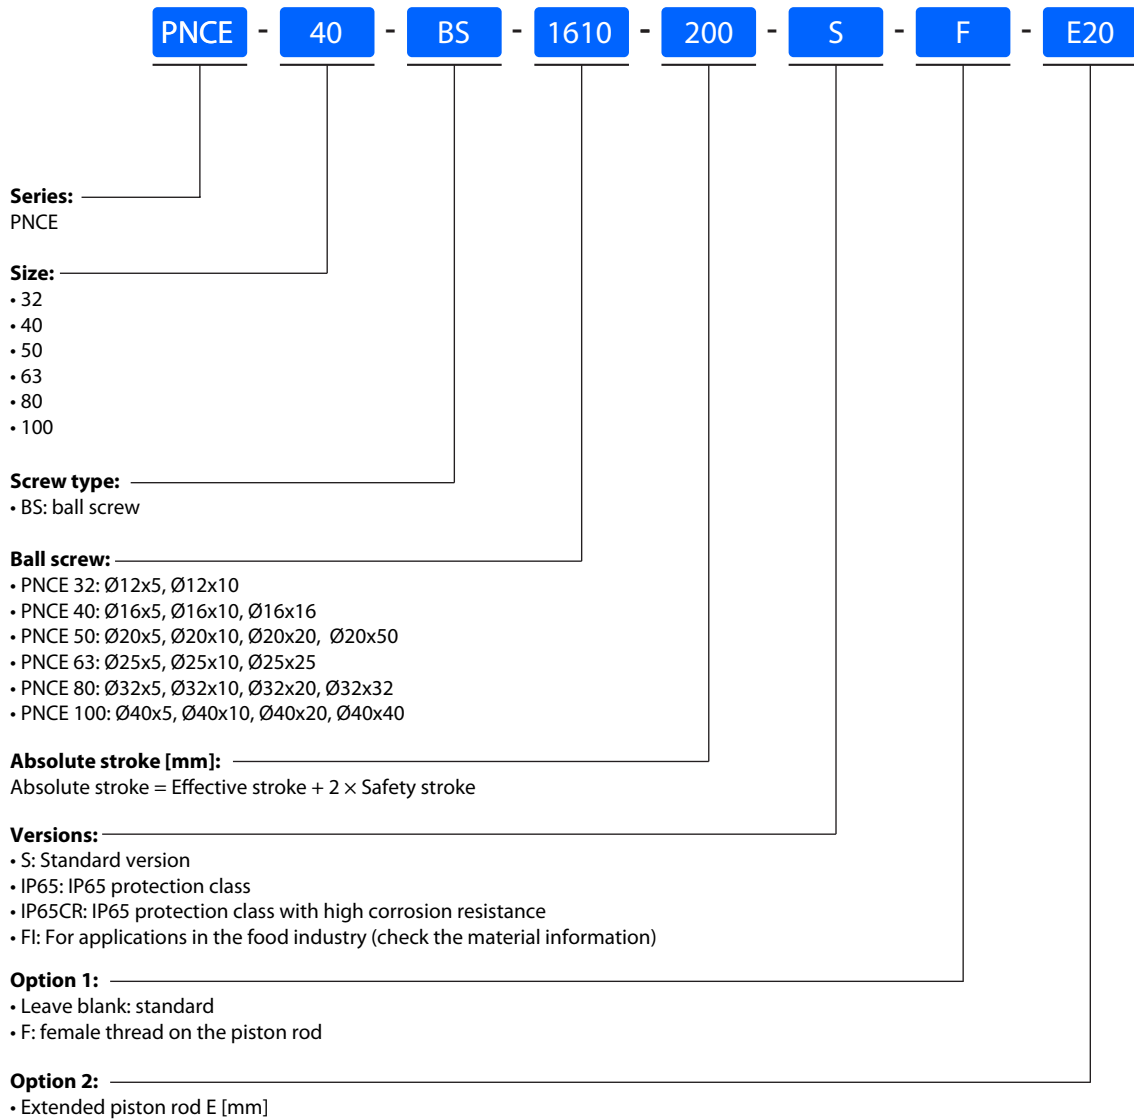 PNCE - 40 - BS - 1610 - 200 - S - F - E20
Series:
PNCE
Size:
• 32
• 40
• 50
• 63
• 80
• 100
Screw type:
• BS: ball screw
Ball screw:
• PNCE 32: Ø12x5, Ø12x10
• PNCE 40: Ø16x5, Ø16x10, Ø16x16
• PNCE 50: Ø20x5, Ø20x10, Ø20x20, Ø20x50
• PNCE 63: Ø25x5, Ø25x10, Ø25x25
• PNCE 80: Ø32x5, Ø32x10, Ø32x20, Ø32x32
• PNCE 100: Ø40x5, Ø40x10, Ø40x20, Ø40x40
Absolute stroke [mm]:
Absolute stroke = Effective stroke + 2 × Safety stroke
Versions:
• S: Standard version
• IP65: IP65 protection class
• IP65CR: IP65 protection class with high corrosion resistance
• FI: For applications in the food industry (check the material information)
Option 1:
• Leave blank: standard
• F: female thread on the piston rod
Option 2:
• Extended piston rod E [mm]